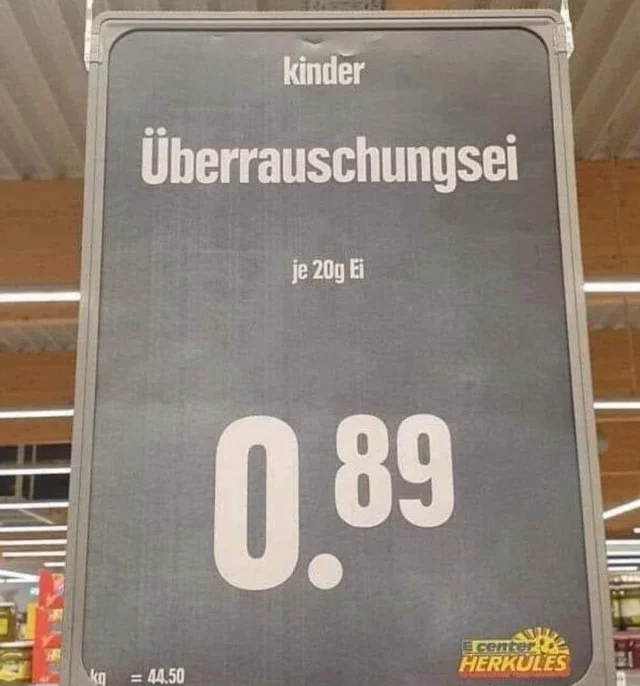 kinder
Überrauschungsei
je 20g Ei
0.89
kg = 44.50
E center
HERKULES